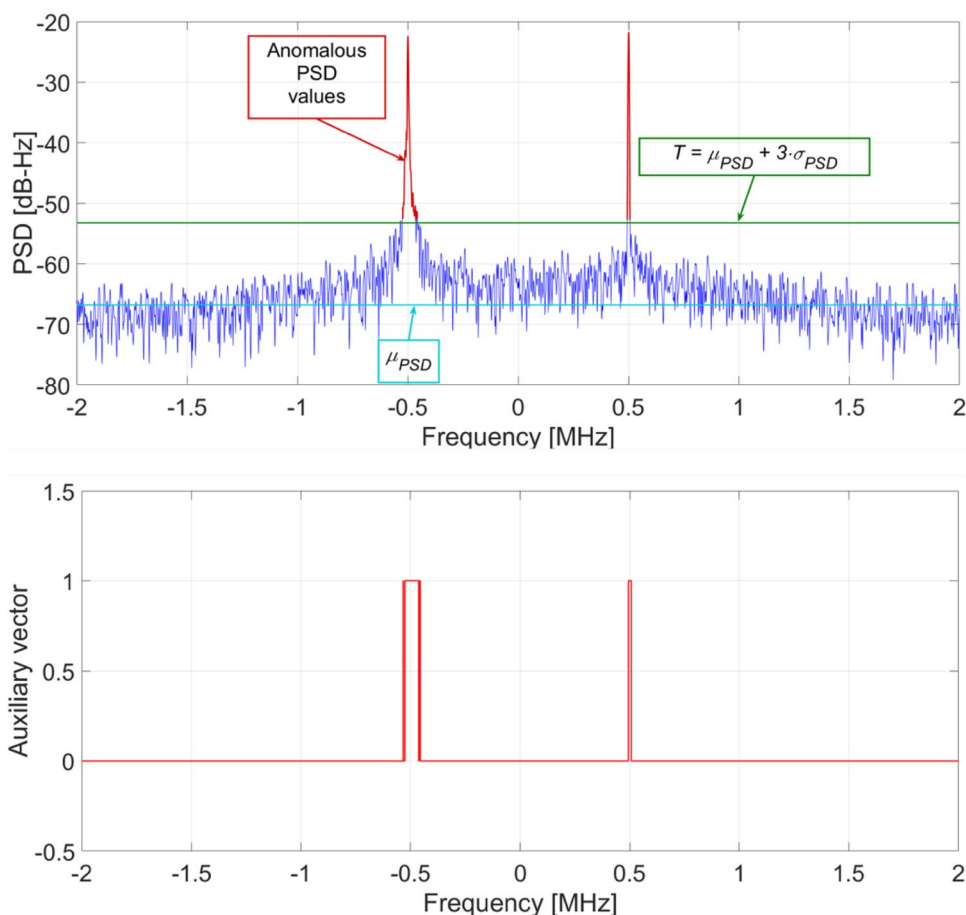 -20
-30
-40
-50
-60
-70
-80
PSD [dB-Hz]
Anomalous
PSD
values
T = μPSD + 3·σPSD
μPSD
-2 -1.5 -1 -0.5 0 0.5 1 1.5 2
Frequency [MHz]
1.5
1
0.5
0
-0.5
Auxiliary vector
-2 -1.5 -1 -0.5 0 0.5 1 1.5 2
Frequency [MHz]